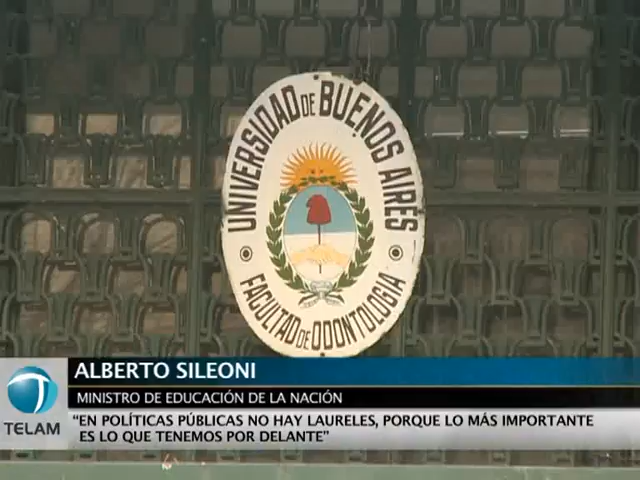 UNIVERSIDAD DE BUENOS AIRES
FACULTAD DE ODONTOLOGIA
ALBERTO SILEONI
MINISTRO DE EDUCACIÓN DE LA NACIÓN
TELAM
“EN POLÍTICAS PÚBLICAS NO HAY LAURELES, PORQUE LO MÁS IMPORTANTE
ES LO QUE TENEMOS POR DELANTE”